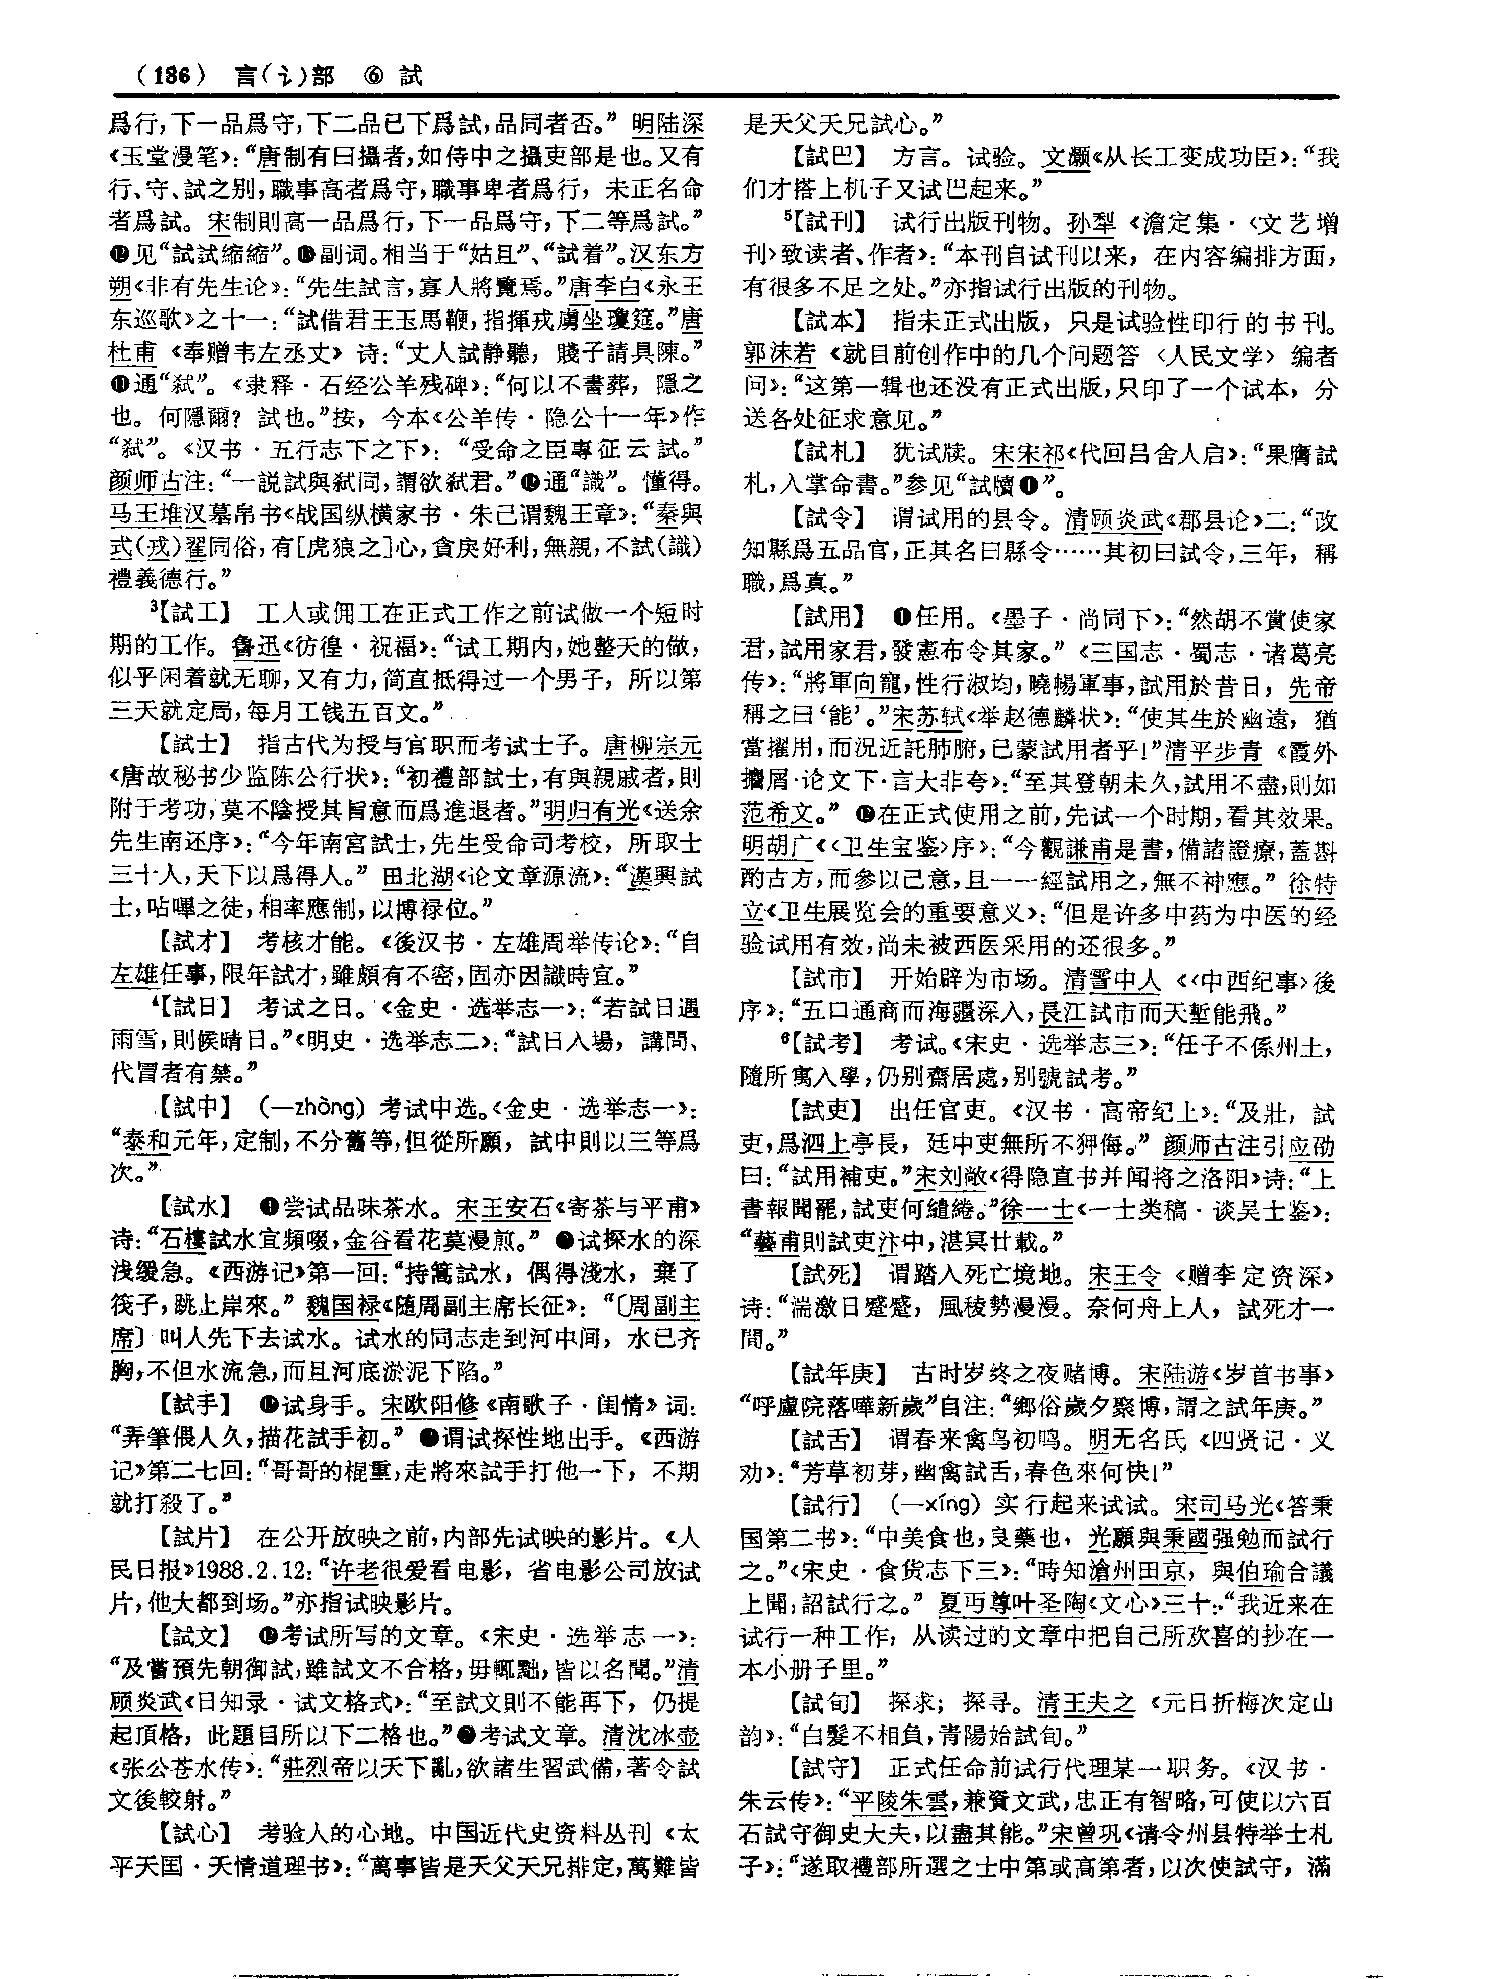 (186) 言(讠)部 ⑥ 試
爲行，下一品爲守，下二品已下爲試，品同者否。”明陆深
《玉堂漫笔》：“唐制有曰攝者，如侍中之攝吏部是也。又有
行、守、試之别，職事高者爲守，職事卑者爲行，未正名命
者爲試。宋制則高一品爲行，下一品爲守，下二等爲試。”
⓬见“試試缩縮”。⓭副词。相当于“姑且”、“試着”。汉东方
朔《非有先生论》：“先生試言，寡人將覽焉。”唐李白《永王
东巡歌》之十一：“試借君王玉馬鞭，指揮戎虜坐瓊筵。”唐
杜甫《奉赠韦左丞丈》诗：“丈人試静聽，賤子請具陳。”
⓮通“弑”。《隶释·石经公羊残碑》：“何以不書葬，隱之
也。何隱爾？試也。”按，今本《公羊传·隐公十一年》作
“弑”。《汉书·五行志下之下》：“受命之臣專征云試。”
颜师古注：“一説試與弑同，謂欲弑君。”⓯通“識”。懂得。
马王堆汉墓帛书《战国纵横家书·朱己谓魏王章》：“秦與
式(戎)翟同俗，有[虎狼之]心，貪戾好利，無親，不試(識)
禮義德行。”
³【試工】 工人或佣工在正式工作之前试做一个短时
期的工作。鲁迅《彷徨·祝福》：“试工期内，她整天的做，
似乎闲着就无聊，又有力，简直抵得过一个男子，所以第
三天就定局，每月工钱五百文。”
【試士】 指古代为授与官职而考试士子。唐柳宗元
《唐故秘书少监陈公行状》：“初禮部試士，有與親戚者，則
附于考功，莫不陰授其旨意而爲進退者。”明归有光《送余
先生南还序》：“今年南宮試士，先生受命司考校，所取士
三十人，天下以爲得人。”田北湖《论文章源流》：“漢興試
士，呫嗶之徒，相率應制，以博禄位。”
【試才】 考核才能。《後汉书·左雄周举传论》：“自
左雄任事，限年試才，雖頗有不密，固亦因識時宜。”
⁴【試日】 考试之日。《金史·选举志一》：“若試日遇
雨雪，則候晴日。”《明史·选举志二》：“試日入場，講問、
代冒者有禁。”
【試中】 (—zhòng) 考试中选。《金史·选举志一》：
“泰和元年，定制，不分舊等，但從所願，試中則以三等爲
次。”
【試水】 ❶尝试品味茶水。宋王安石《寄茶与平甫》
诗：“石樓試水宜頻啜，金谷看花莫漫煎。”❷试探水的深
浅缓急。《西游记》第一回：“持篙試水，偶得淺水，棄了
筏子，跳上岸來。”魏国禄《随周副主席长征》：“〔周副主
席〕叫人先下去试水。试水的同志走到河中间，水已齐
胸，不但水流急，而且河底淤泥下陷。”
【試手】 ❶试身手。宋欧阳修《南歌子·闺情》词：
“弄筆偎人久，描花試手初。”❷谓试探性地出手。《西游
记》第二七回：“哥哥的棍重，走將來試手打他一下，不期
就打殺了。”
【試片】 在公开放映之前，内部先试映的影片。《人
民日报》1988.2.12：“许老很爱看电影，省电影公司放试
片，他大都到场。”亦指试映影片。
【試文】 ❶考试所写的文章。《宋史·选举志一》：
“及嘗預先朝御試，雖試文不合格，毋輒黜，皆以名聞。”清
顾炎武《日知录·试文格式》：“至試文則不能再下，仍提
起頂格，此題目所以下二格也。”❷考试文章。清沈冰壶
《张公苍水传》：“莊烈帝以天下亂，欲諸生習武備，著令試
文後較射。”
【試心】 考验人的心地。中国近代史资料丛刊《太
平天囯·天情道理书》：“萬事皆是天父天兄排定，萬難皆
是天父天兄試心。”
【試巴】 方言。试验。文灏《从长工变成功臣》：“我
们才搭上机子又试巴起来。”
⁵【試刊】 试行出版刊物。孙犁《澹定集·〈文艺增
刊〉致读者、作者》：“本刊自试刊以来，在内容编排方面，
有很多不足之处。”亦指试行出版的刊物。
【試本】 指未正式出版，只是试验性印行的书刊。
郭沫若《就目前创作中的几个问题答〈人民文学〉编者
问》：“这第一辑也还没有正式出版，只印了一个试本，分
送各处征求意见。”
【試札】 犹试牍。宋宋祁《代回吕舍人启》：“果膺試
札，入掌命書。”参见“試牘❶”。
【試令】 谓试用的县令。清顾炎武《郡县论》二：“改
知縣爲五品官，正其名曰縣令……其初曰試令，三年，稱
職，爲真。”
【試用】 ❶任用。《墨子·尚同下》：“然胡不賞使家
君，試用家君，發憲布令其家。”《三国志·蜀志·诸葛亮
传》：“將軍向寵，性行淑均，曉暢軍事，試用於昔日，先帝
稱之曰‘能’。”宋苏轼《举赵德麟状》：“使其生於幽遠，猶
當擢用，而況近託肺腑，已蒙試用者乎！”清平步青《霞外
攟屑·论文下·言大非夸》：“至其登朝未久，試用不盡，則如
范希文。”❷在正式使用之前，先试一个时期，看其效果。
明胡广《〈卫生宝鉴〉序》：“今觀謙甫是書，備諸證療，蓋斟
酌古方，而參以己意，且一一經試用之，無不神應。”徐特
立《卫生展览会的重要意义》：“但是许多中药为中医的经
验试用有效，尚未被西医采用的还很多。”
【試市】 开始辟为市场。清霅中人《〈中西纪事〉後
序》：“五口通商而海疆深入，長江試市而天塹能飛。”
⁶【試考】 考试。《宋史·选举志三》：“任子不係州土，
隨所寓入學，仍别齋居處，别號試考。”
【試吏】 出任官吏。《汉书·高帝纪上》：“及壯，試
吏，爲泗上亭長，廷中吏無所不狎侮。”颜师古注引应劭
曰：“試用補吏。”宋刘敞《得隐直书并闻将之洛阳》诗：“上
書報聞罷，試吏何繾綣。”徐一士《一士类稿·谈吴士鉴》：
“藝甫則試吏汴中，湛冥廿載。”
【試死】 谓踏入死亡境地。宋王令《赠李定资深》
诗：“湍激日蹙蹙，風稜勢漫漫。奈何舟上人，試死才一
間。”
【試年庚】 古时岁终之夜赌博。宋陆游《岁首书事》
“呼盧院落嘩新歲”自注：“鄉俗歲夕聚博，謂之試年庚。”
【試舌】 谓春来禽鸟初鸣。明无名氏《四贤记·义
劝》：“芳草初芽，幽禽試舌，春色來何快！”
【試行】 (—xíng) 实行起来试试。宋司马光《答秉
国第二书》：“中美食也，良藥也，光願與秉國强勉而試行
之。”《宋史·食货志下三》：“時知滄州田京，與伯瑜合議
上聞，詔試行之。”夏丏尊叶圣陶《文心》三十：“我近来在
试行一种工作，从读过的文章中把自己所欢喜的抄在一
本小册子里。”
【試旬】 探求；探寻。清王夫之《元日折梅次定山
韵》：“白髮不相負，青陽始試旬。”
【試守】 正式任命前试行代理某一职务。《汉书·
朱云传》：“平陵朱雲，兼資文武，忠正有智略，可使以六百
石試守御史大夫，以盡其能。”宋曾巩《请令州县特举士札
子》：“遂取禮部所選之士中第或高第者，以次使試守，滿